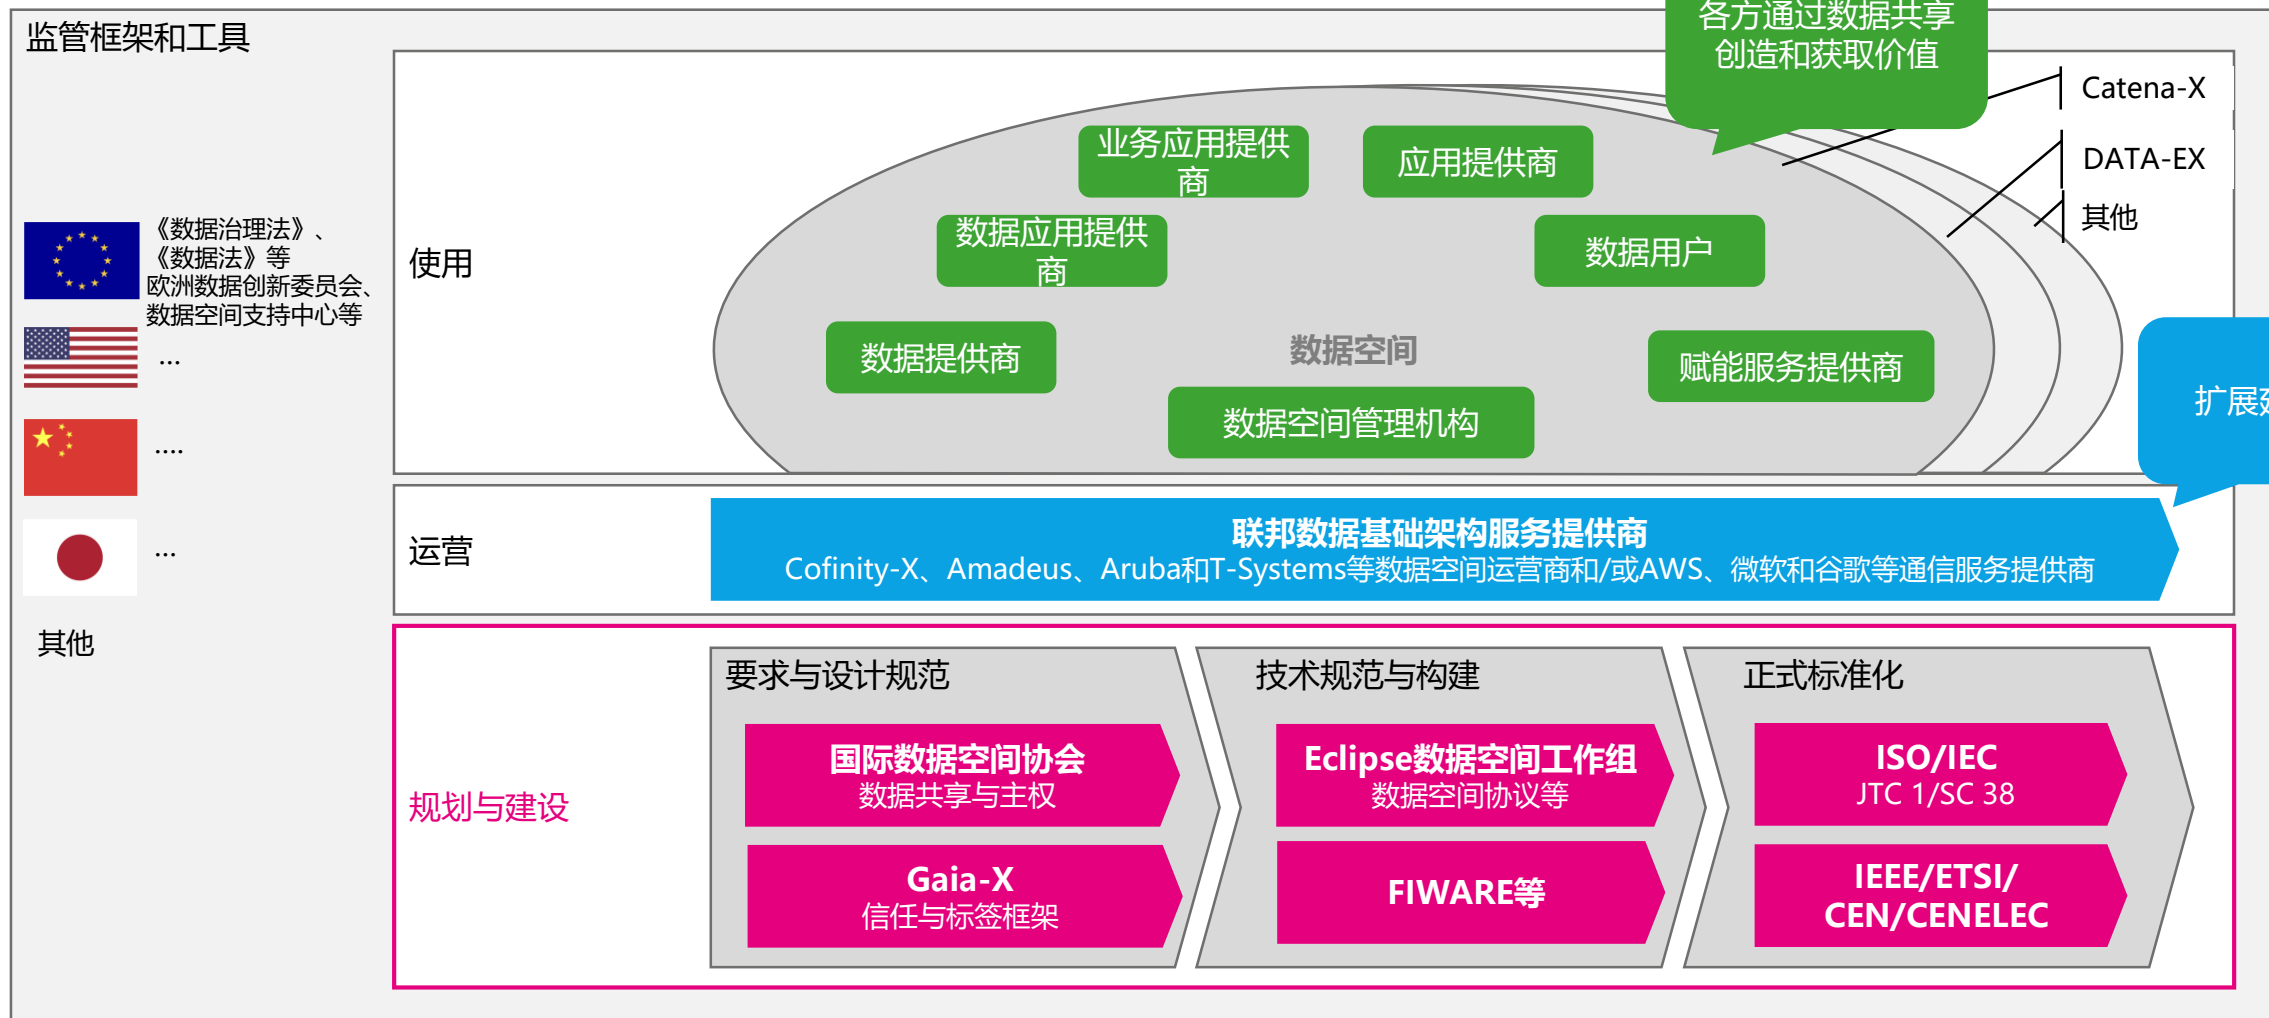 监管框架和工具
各方通过数据共享
创造和获取价值
Catena-X
DATA-EX
其他
业务应用提供
商
应用提供商
数据应用提供
商
数据用户
《数据治理法》、
《数据法》等
欧洲数据创新委员会、
数据空间支持中心等
使用
数据提供商
数据空间
赋能服务提供商
数据空间管理机构
...
....
...
其他
扩展
运营
联邦数据基础架构服务提供商
Cofinity-X、Amadeus、Aruba和T-Systems等数据空间运营商和/或AWS、微软和谷歌等通信服务提供商
规划与建设
要求与设计规范
国际数据空间协会
数据共享与主权
Gaia-X
信任与标签框架
技术规范与构建
Eclipse数据空间工作组
数据空间协议等
FIWARE等
正式标准化
ISO/IEC
JTC 1/SC 38
IEEE/ETSI/
CEN/CENELEC